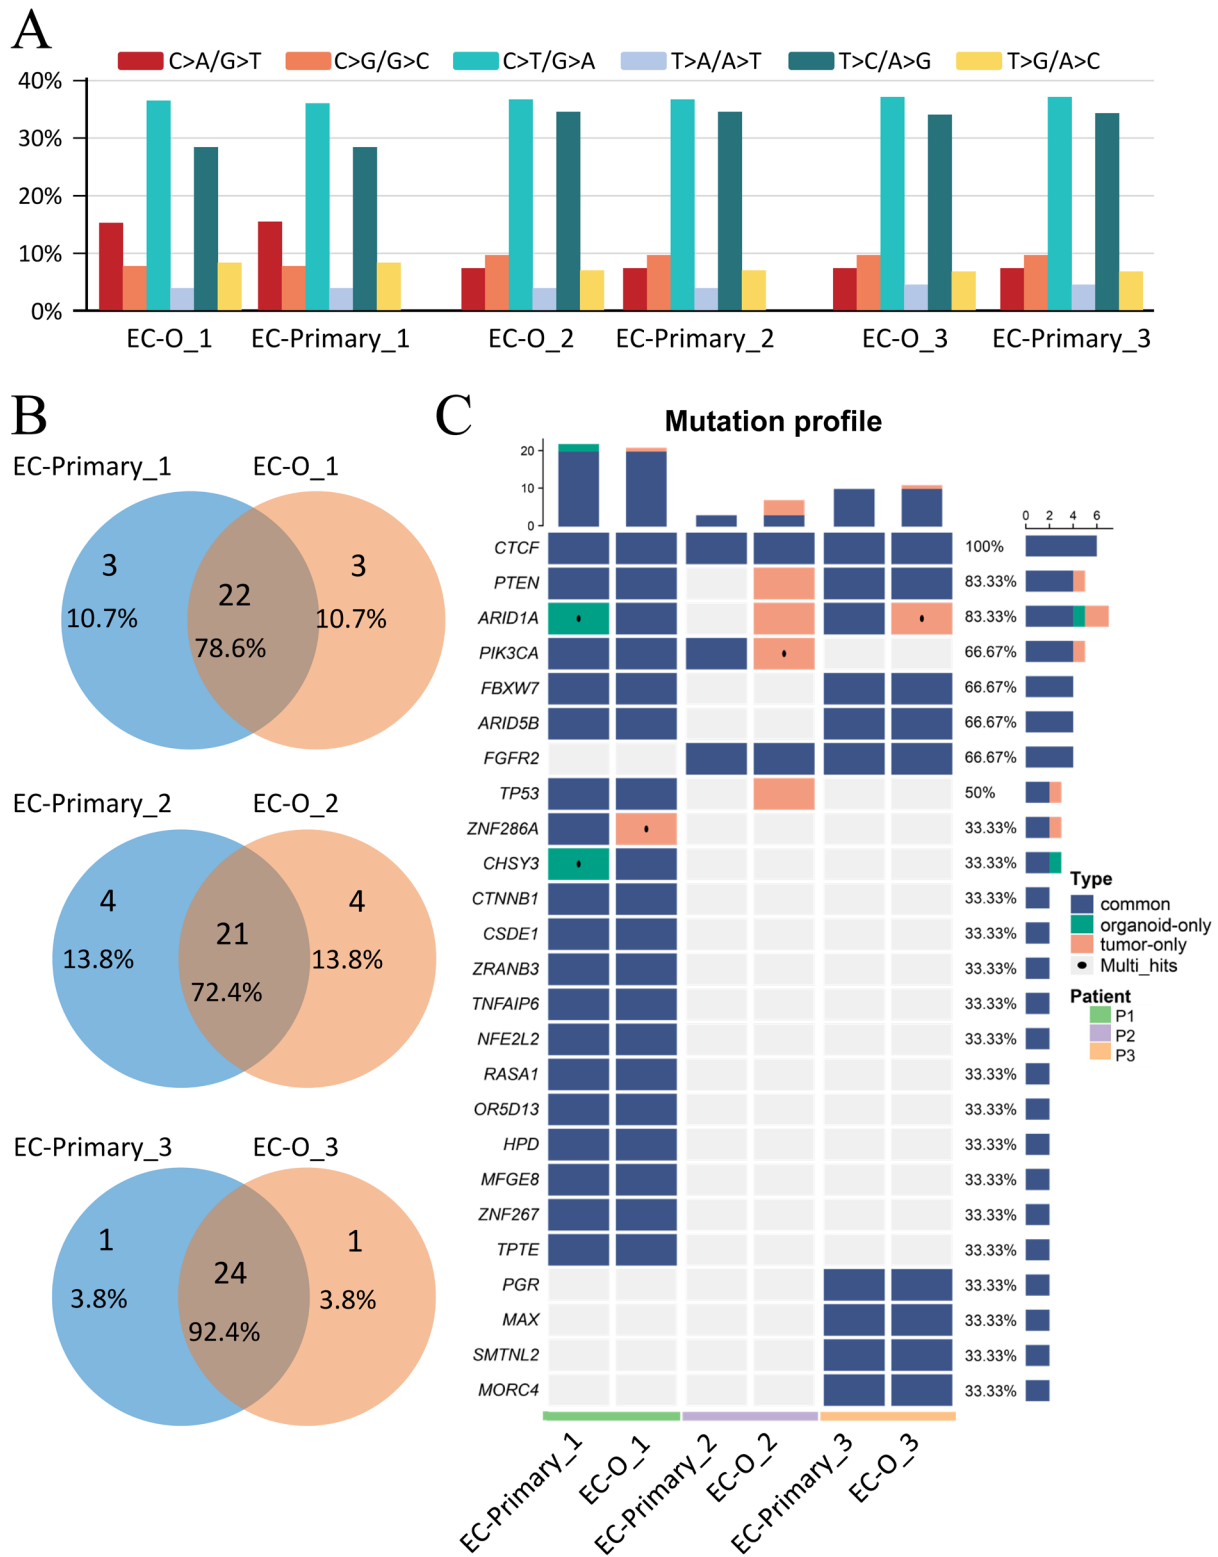 A
C>A/G>T C>G/G>C C>T/G>A T>A/A>T T>C/A>G T>G/A>C
40%
30%
20%
10%
0%
EC-O_1 EC-Primary_1 EC-O_2 EC-Primary_2 EC-O_3 EC-Primary_3
B
EC-Primary_1 EC-O_1
3 22 3
10.7% 78.6% 10.7%
EC-Primary_2 EC-O_2
4 21 4
13.8% 72.4% 13.8%
EC-Primary_3 EC-O_3
1 24 1
3.8% 92.4% 3.8%
C
Mutation profile
20
10
0
0 2 4 6
CTCF 100%
PTEN 83.33%
ARID1A 83.33%
PIK3CA 66.67%
FBXW7 66.67%
ARID5B 66.67%
FGFR2 66.67%
TP53 50%
ZNF286A 33.33%
CHSY3 33.33%
CTNNB1 33.33%
CSDE1 33.33%
ZRANB3 33.33%
TNFAIP6 33.33%
NFE2L2 33.33%
RASA1 33.33%
OR5D13 33.33%
HPD 33.33%
MFGE8 33.33%
ZNF267 33.33%
TPTE 33.33%
PGR 33.33%
MAX 33.33%
SMTNL2 33.33%
MORC4 33.33%
Type
common
organoid-only
tumor-only
Multi_hits
Patient
P1
P2
P3
EC-Primary_1 EC-O_1 EC-Primary_2 EC-O_2 EC-Primary_3 EC-O_3